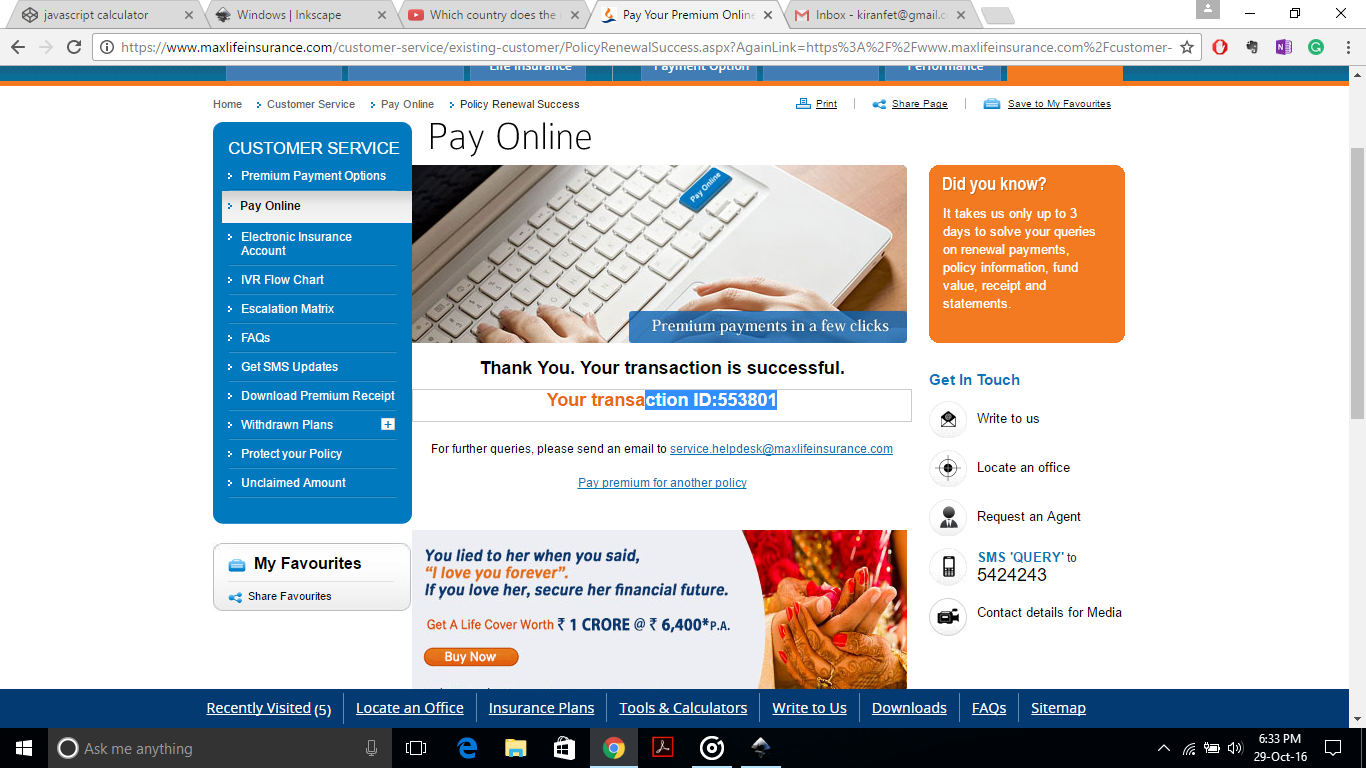 javascript calculator
Windows | Inkscape
Which country does the
Pay Your Premium Online
Inbox - kiranfet@gmail.c
https://www.maxlifeinsurance.com/customer-service/existing-customer/PolicyRenewalSuccess.aspx?AgainLink=https%3A%2F%2Fwww.maxlifeinsurance.com%2Fcustomer-
Life Insurance
Payment Option
Performance
Home
Customer Service
Pay Online
Policy Renewal Success
Print
Share Page
Save to My Favourites
CUSTOMER SERVICE
Premium Payment Options
Pay Online
Electronic Insurance
Account
IVR Flow Chart
Escalation Matrix
FAQs
Get SMS Updates
Download Premium Receipt
Withdrawn Plans
Protect your Policy
Unclaimed Amount
My Favourites
Share Favourites
Pay Online
Pay Online
Premium payments in a few clicks
Thank You. Your transaction is successful.
Your transaction ID:553801
For further queries, please send an email to service.helpdesk@maxlifeinsurance.com
Pay premium for another policy
You lied to her when you said,
“I love you forever”.
If you love her, secure her financial future.
Get A Life Cover Worth ₹ 1 CRORE @ ₹ 6,400*P.A.
Buy Now
Did you know?
It takes us only up to 3
days to solve your queries
on renewal payments,
policy information, fund
value, receipt and
statements.
Get In Touch
Write to us
Locate an office
Request an Agent
SMS 'QUERY' to
5424243
Contact details for Media
Recently Visited (5)
Locate an Office
Insurance Plans
Tools & Calculators
Write to Us
Downloads
FAQs
Sitemap
Ask me anything
6:33 PM
29-Oct-16